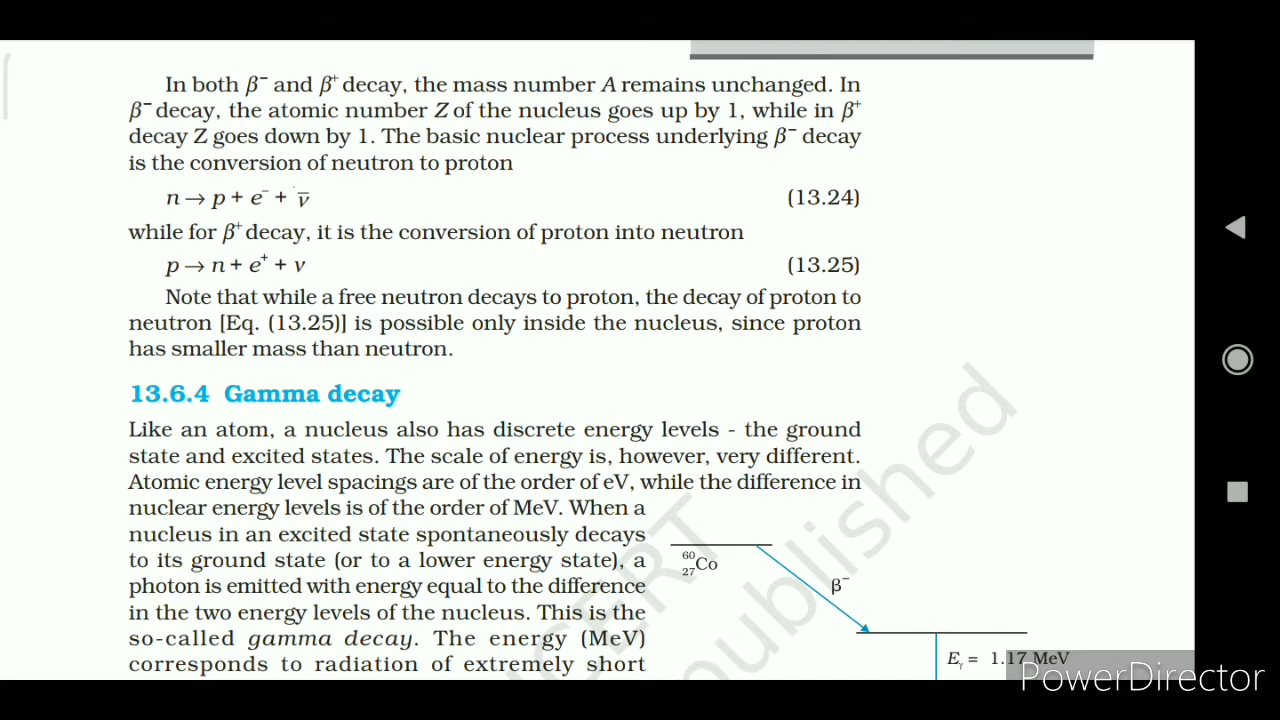 In both β⁻ and β⁺ decay, the mass number A remains unchanged. In
β⁻ decay, the atomic number Z of the nucleus goes up by 1, while in β⁺
decay Z goes down by 1. The basic nuclear process underlying β⁻ decay
is the conversion of neutron to proton
n → p + e⁻ + ν̄ (13.24)
while for β⁺ decay, it is the conversion of proton into neutron
p → n + e⁺ + ν (13.25)
Note that while a free neutron decays to proton, the decay of proton to
neutron [Eq. (13.25)] is possible only inside the nucleus, since proton
has smaller mass than neutron.
13.6.4 Gamma decay
Like an atom, a nucleus also has discrete energy levels - the ground
state and excited states. The scale of energy is, however, very different.
Atomic energy level spacings are of the order of eV, while the difference in
nuclear energy levels is of the order of MeV. When a
nucleus in an excited state spontaneously decays
to its ground state (or to a lower energy state), a
photon is emitted with energy equal to the difference
in the two energy levels of the nucleus. This is the
so-called gamma decay. The energy (MeV)
corresponds to radiation of extremely short
⁶⁰₂₇Co
β⁻
Eᵧ = 1.17 MeV
NCERT
published
PowerDirector